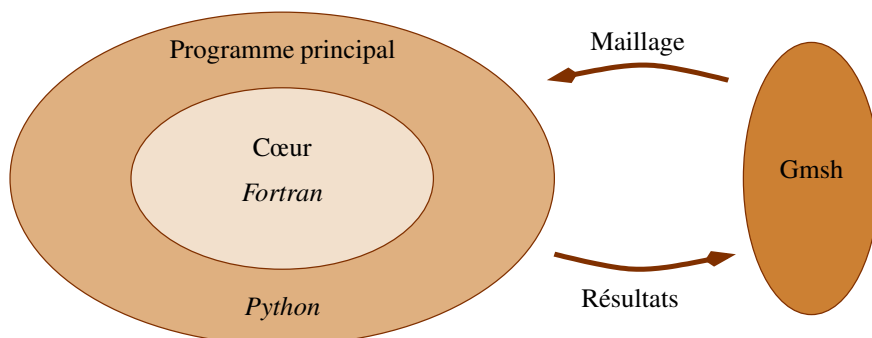 Programme principal
Cœur
Fortran
Python
Maillage
Gmsh
Résultats